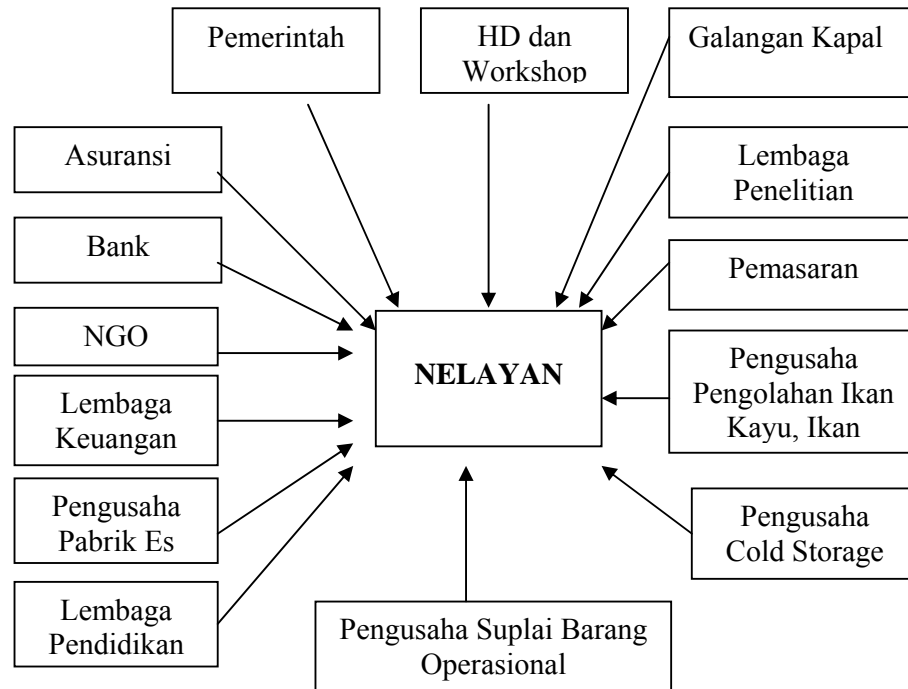 Pemerintah
HD dan
Workshop
Galangan Kapal
Asuransi
Lembaga
Penelitian
Bank
Pemasaran
NGO
NELAYAN
Pengusaha
Pengolahan Ikan
Kayu, Ikan
Lembaga
Keuangan
Pengusaha
Pabrik Es
Pengusaha
Cold Storage
Lembaga
Pendidikan
Pengusaha Suplai Barang
Operasional